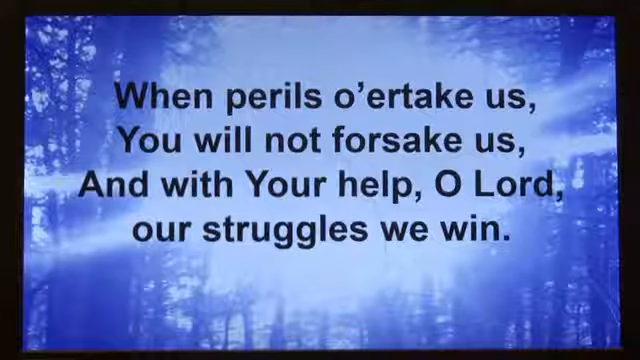 When perils o’ertake us,
You will not forsake us,
And with Your help, O Lord,
our struggles we win.